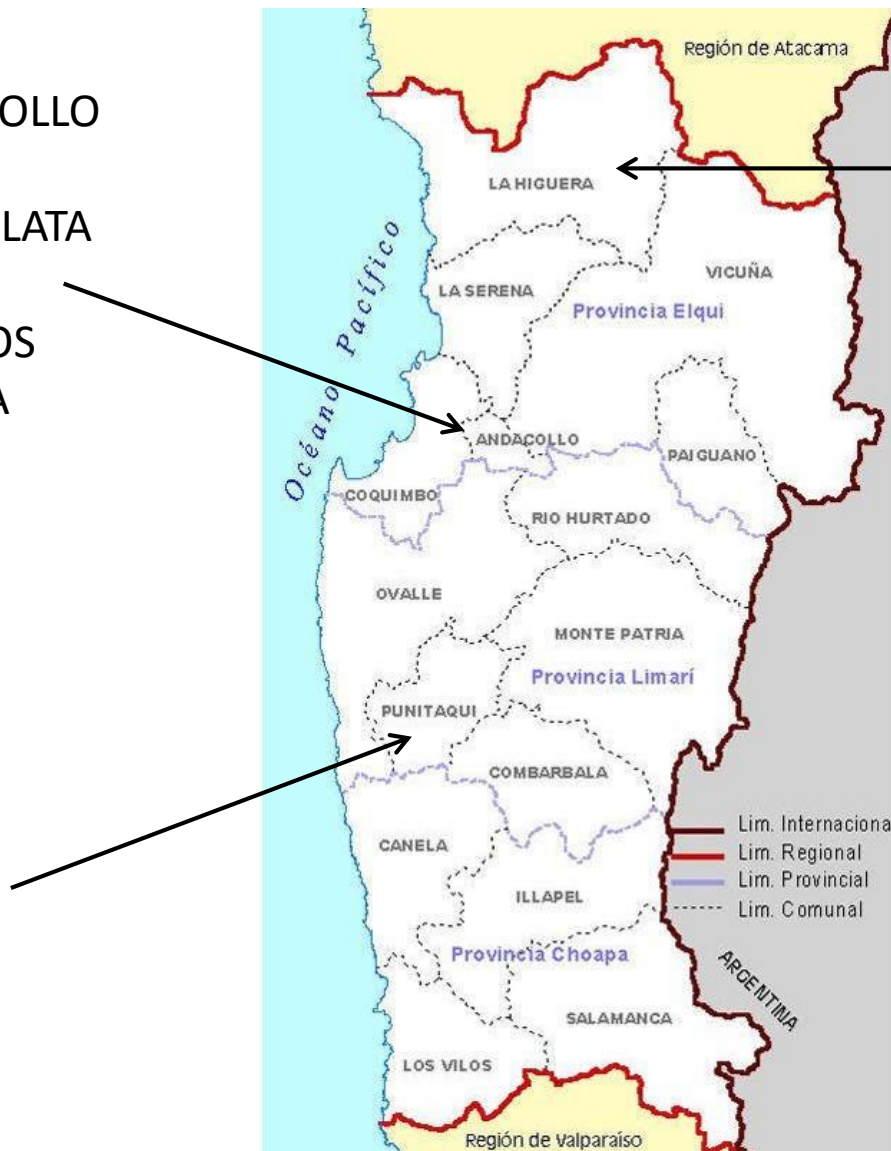 OLLO
LATA
OS
A
Región de Atacama
LA HIGUERA
VICUÑA
LA SERENA
Provincia Elqui
Océano Pacífico
ANDACOLLO
PAIGUANO
COQUIMBO
RIO HURTADO
OVALLE
MONTE PATRIA
Provincia Limarí
PUNITAQUI
COMBARBALA
CANELA
Lim. Internaciona
Lim. Regional
Lim. Provincial
Lim. Comunal
ILLAPEL
Provincia Choapa
ARGENTINA
SALAMANCA
LOS VILOS
Región de Valparaíso